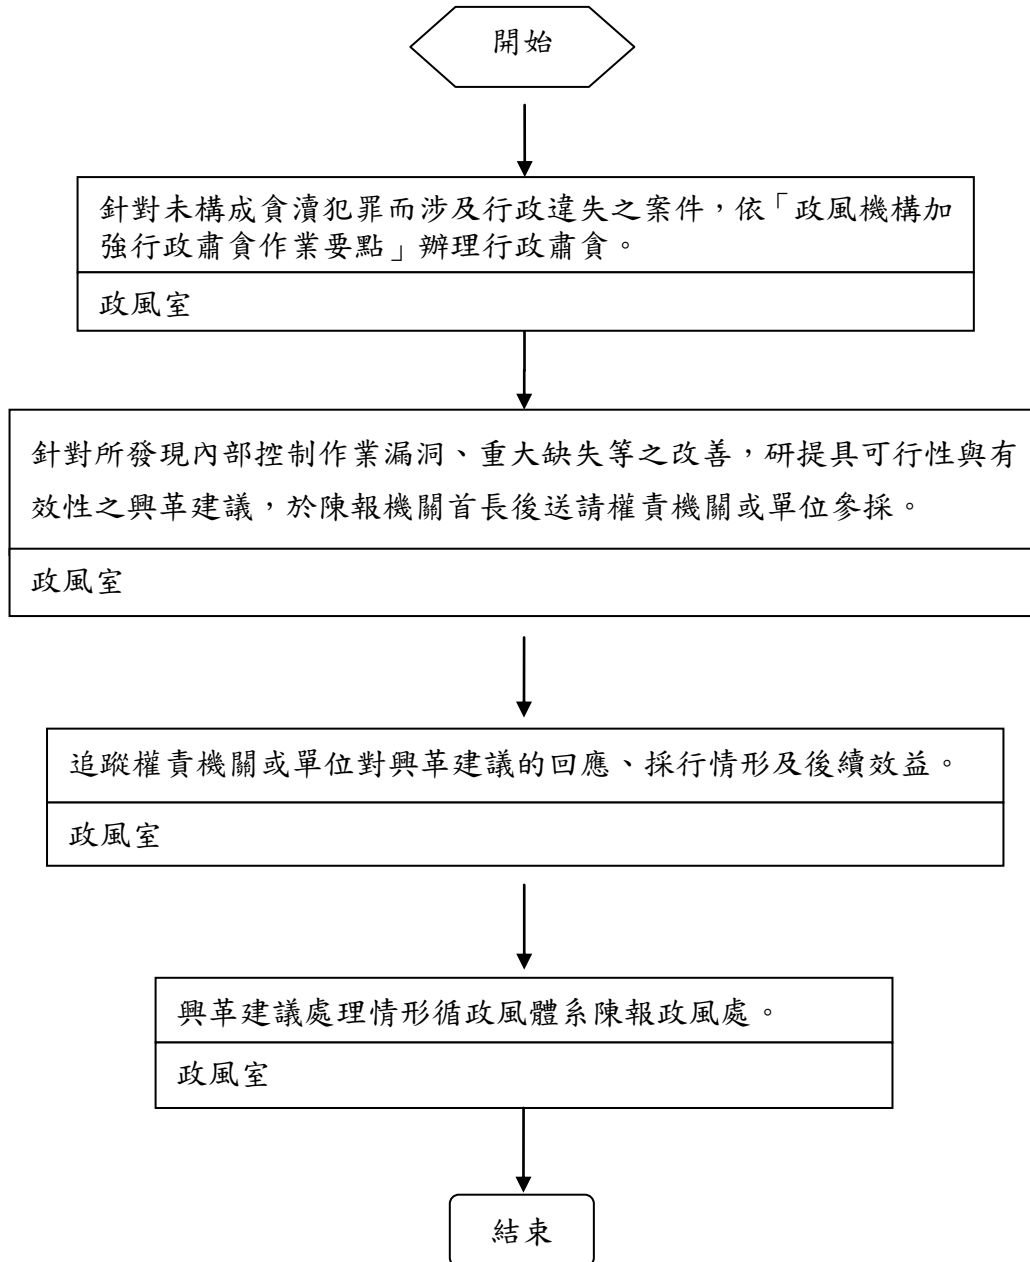 開始
針對未構成貪瀆犯罪而涉及行政違失之案件，依「政風機構加
強行政肅貪作業要點」辦理行政肅貪。
政風室
針對所發現內部控制作業漏洞、重大缺失等之改善，研提具可行性與有
效性之興革建議，於陳報機關首長後送請權責機關或單位參採。
政風室
追蹤權責機關或單位對興革建議的回應、採行情形及後續效益。
政風室
興革建議處理情形循政風體系陳報政風處。
政風室
結束